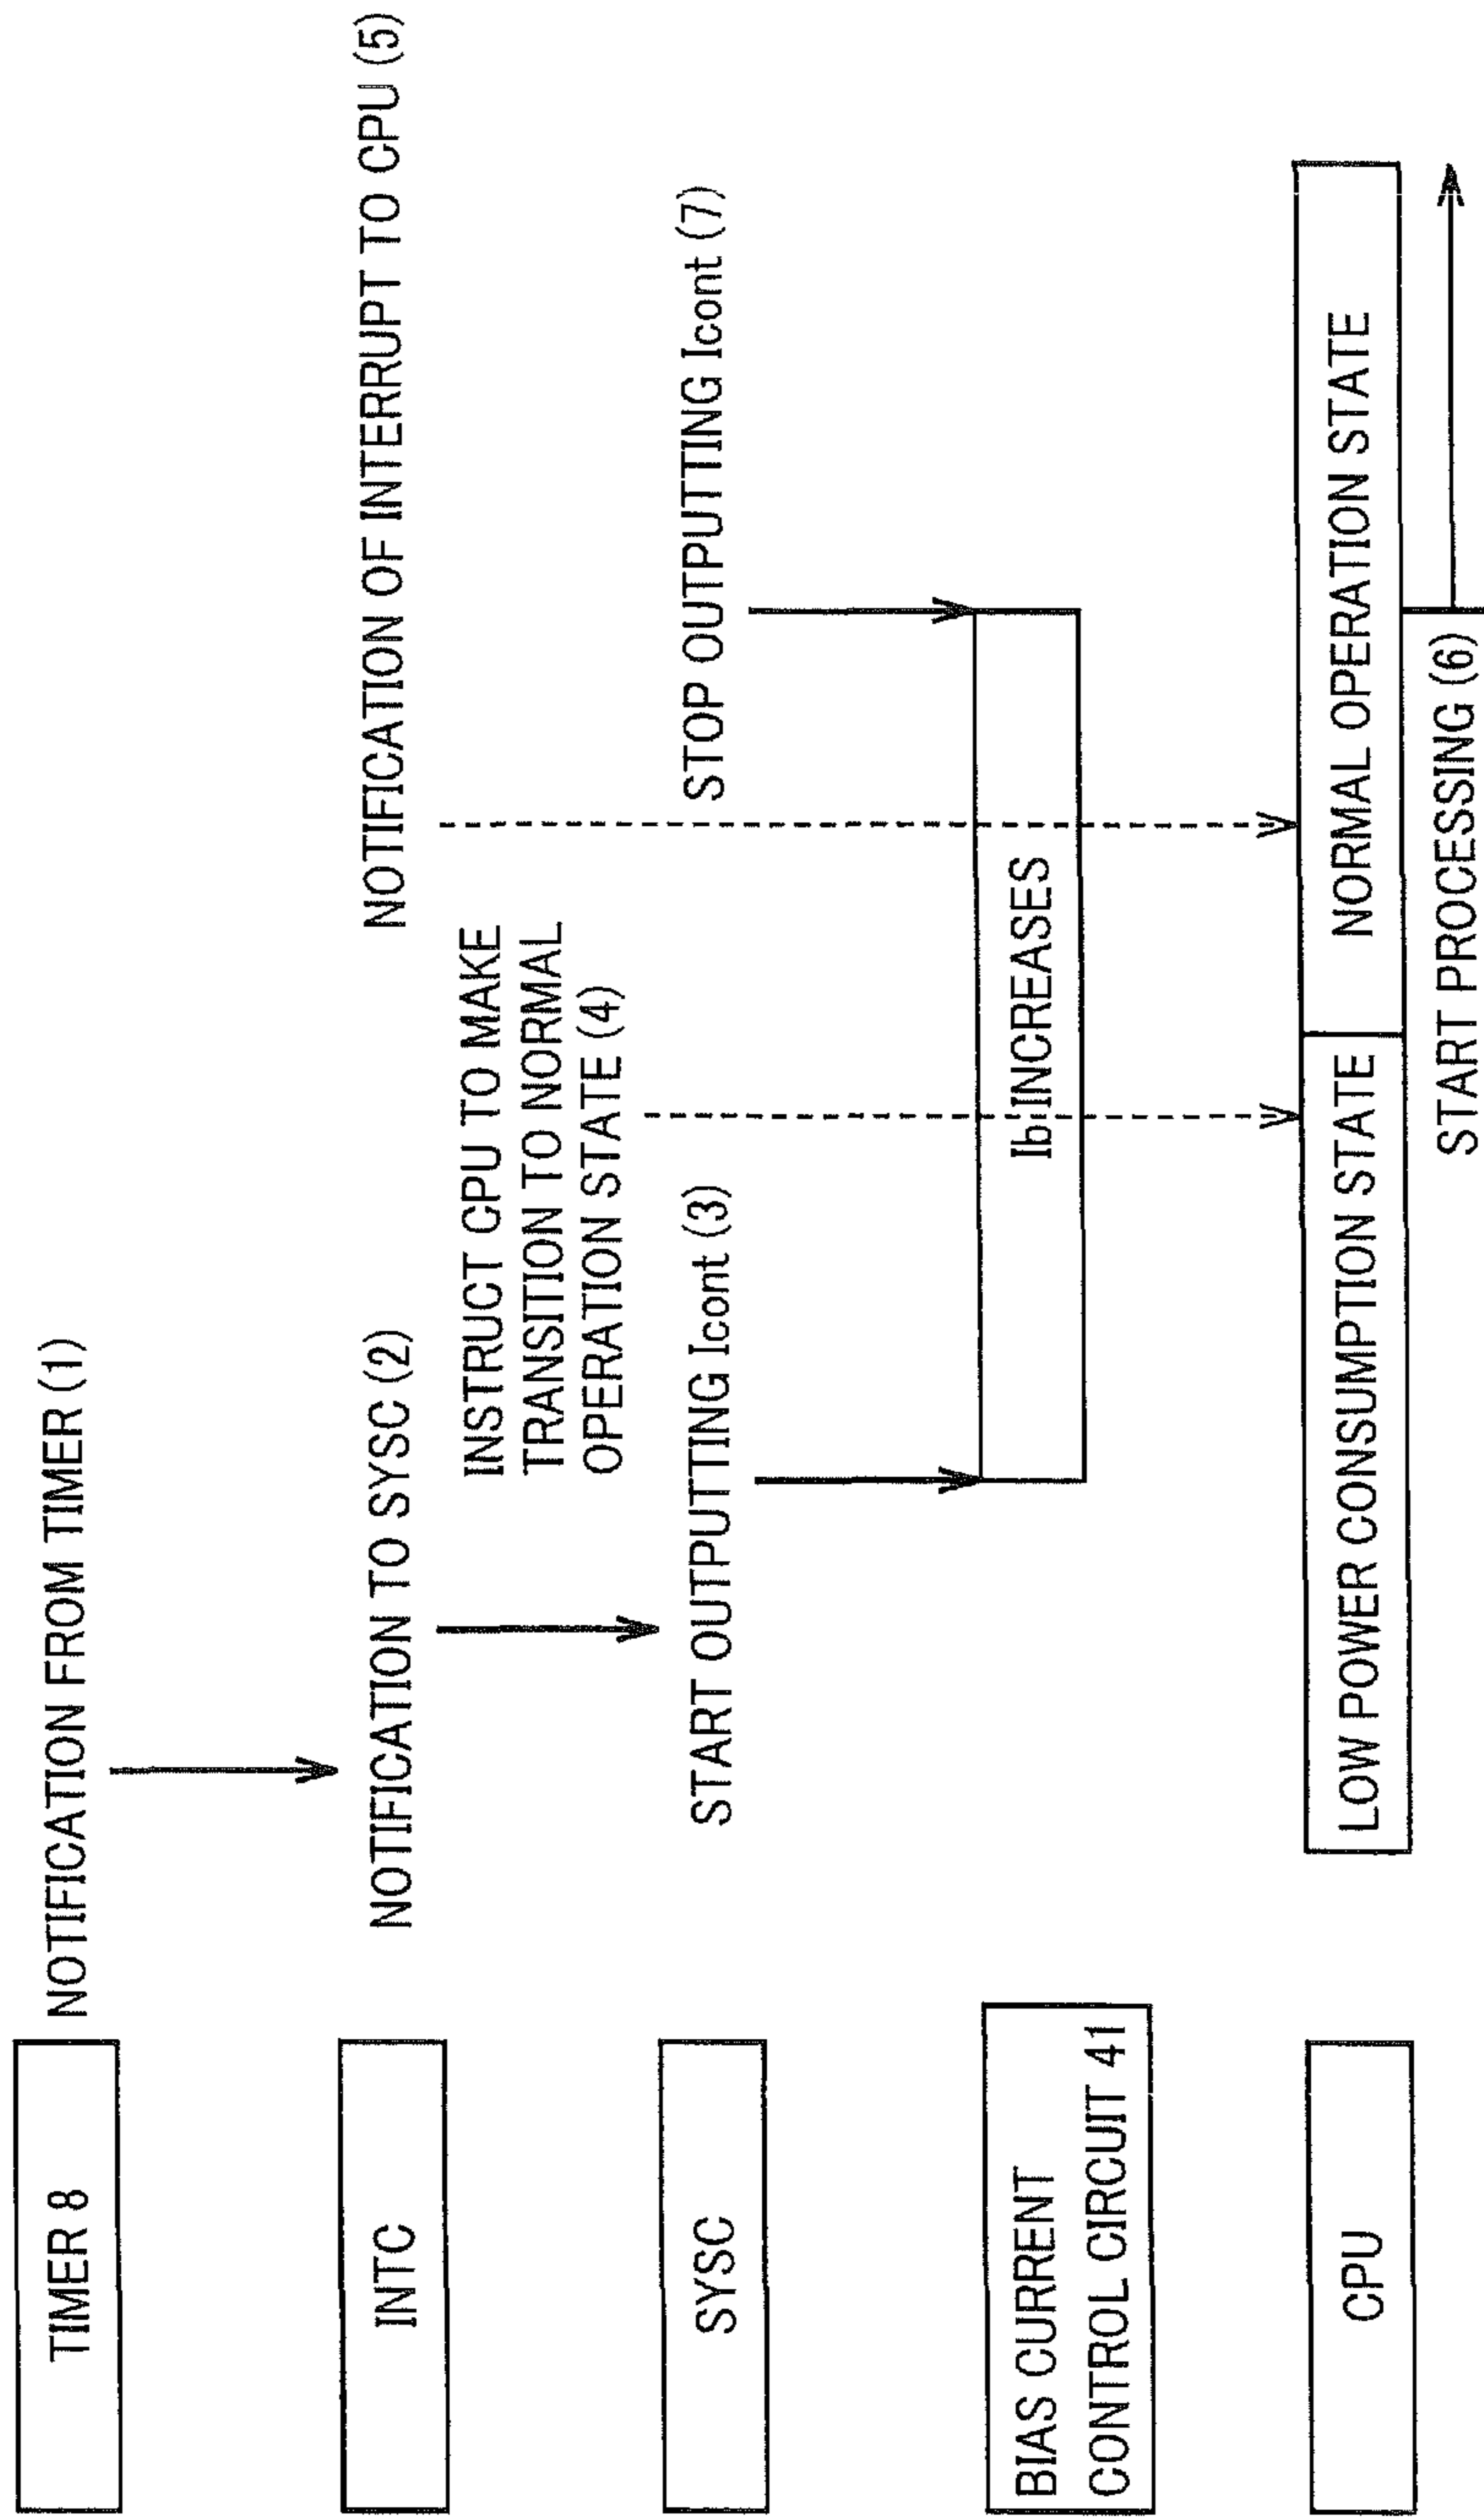 TIMER 8
NOTIFICATION FROM TIMER (1)
INTC
NOTIFICATION TO SYSC (2)
NOTIFICATION OF INTERRUPT TO CPU (5)
INSTRUCT CPU TO MAKE
TRANSITION TO NORMAL
OPERATION STATE (4)
SYSC
START OUTPUTTING Icont (3)
STOP OUTPUTTING Icont (7)
BIAS CURRENT
CONTROL CIRCUIT 41
Ib INCREASES
CPU
LOW POWER CONSUMPTION STATE
NORMAL OPERATION STATE
START PROCESSING (6)